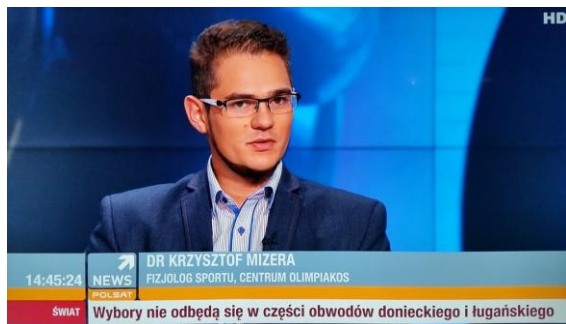 HD
DR KRZYSZTOF MIZERA
FIZJOLOG SPORTU, CENTRUM OLIMPIAKOS
14:45:24
NEWS
POLSAT
ŚWIAT
Wybory nie odbędą się w części obwodów donieckiego i ługańskiego